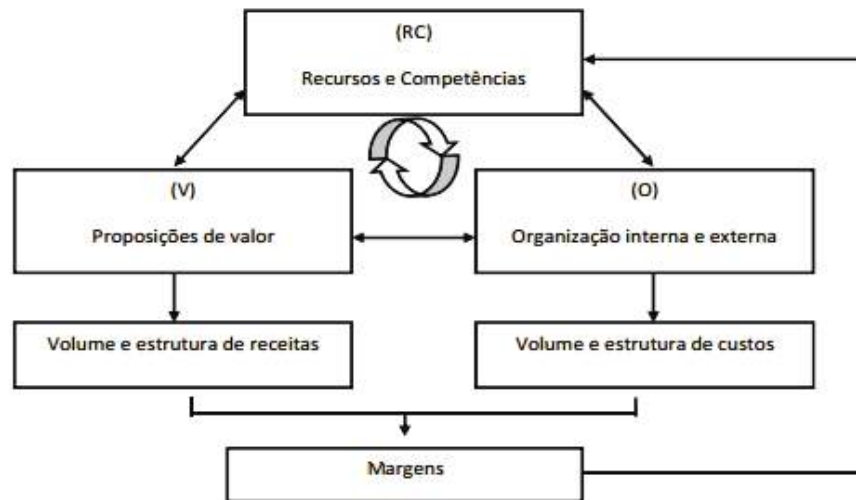 (RC)
Recursos e Competências
(V)
Proposições de valor
(O)
Organização interna e externa
Volume e estrutura de receitas
Volume e estrutura de custos
Margens